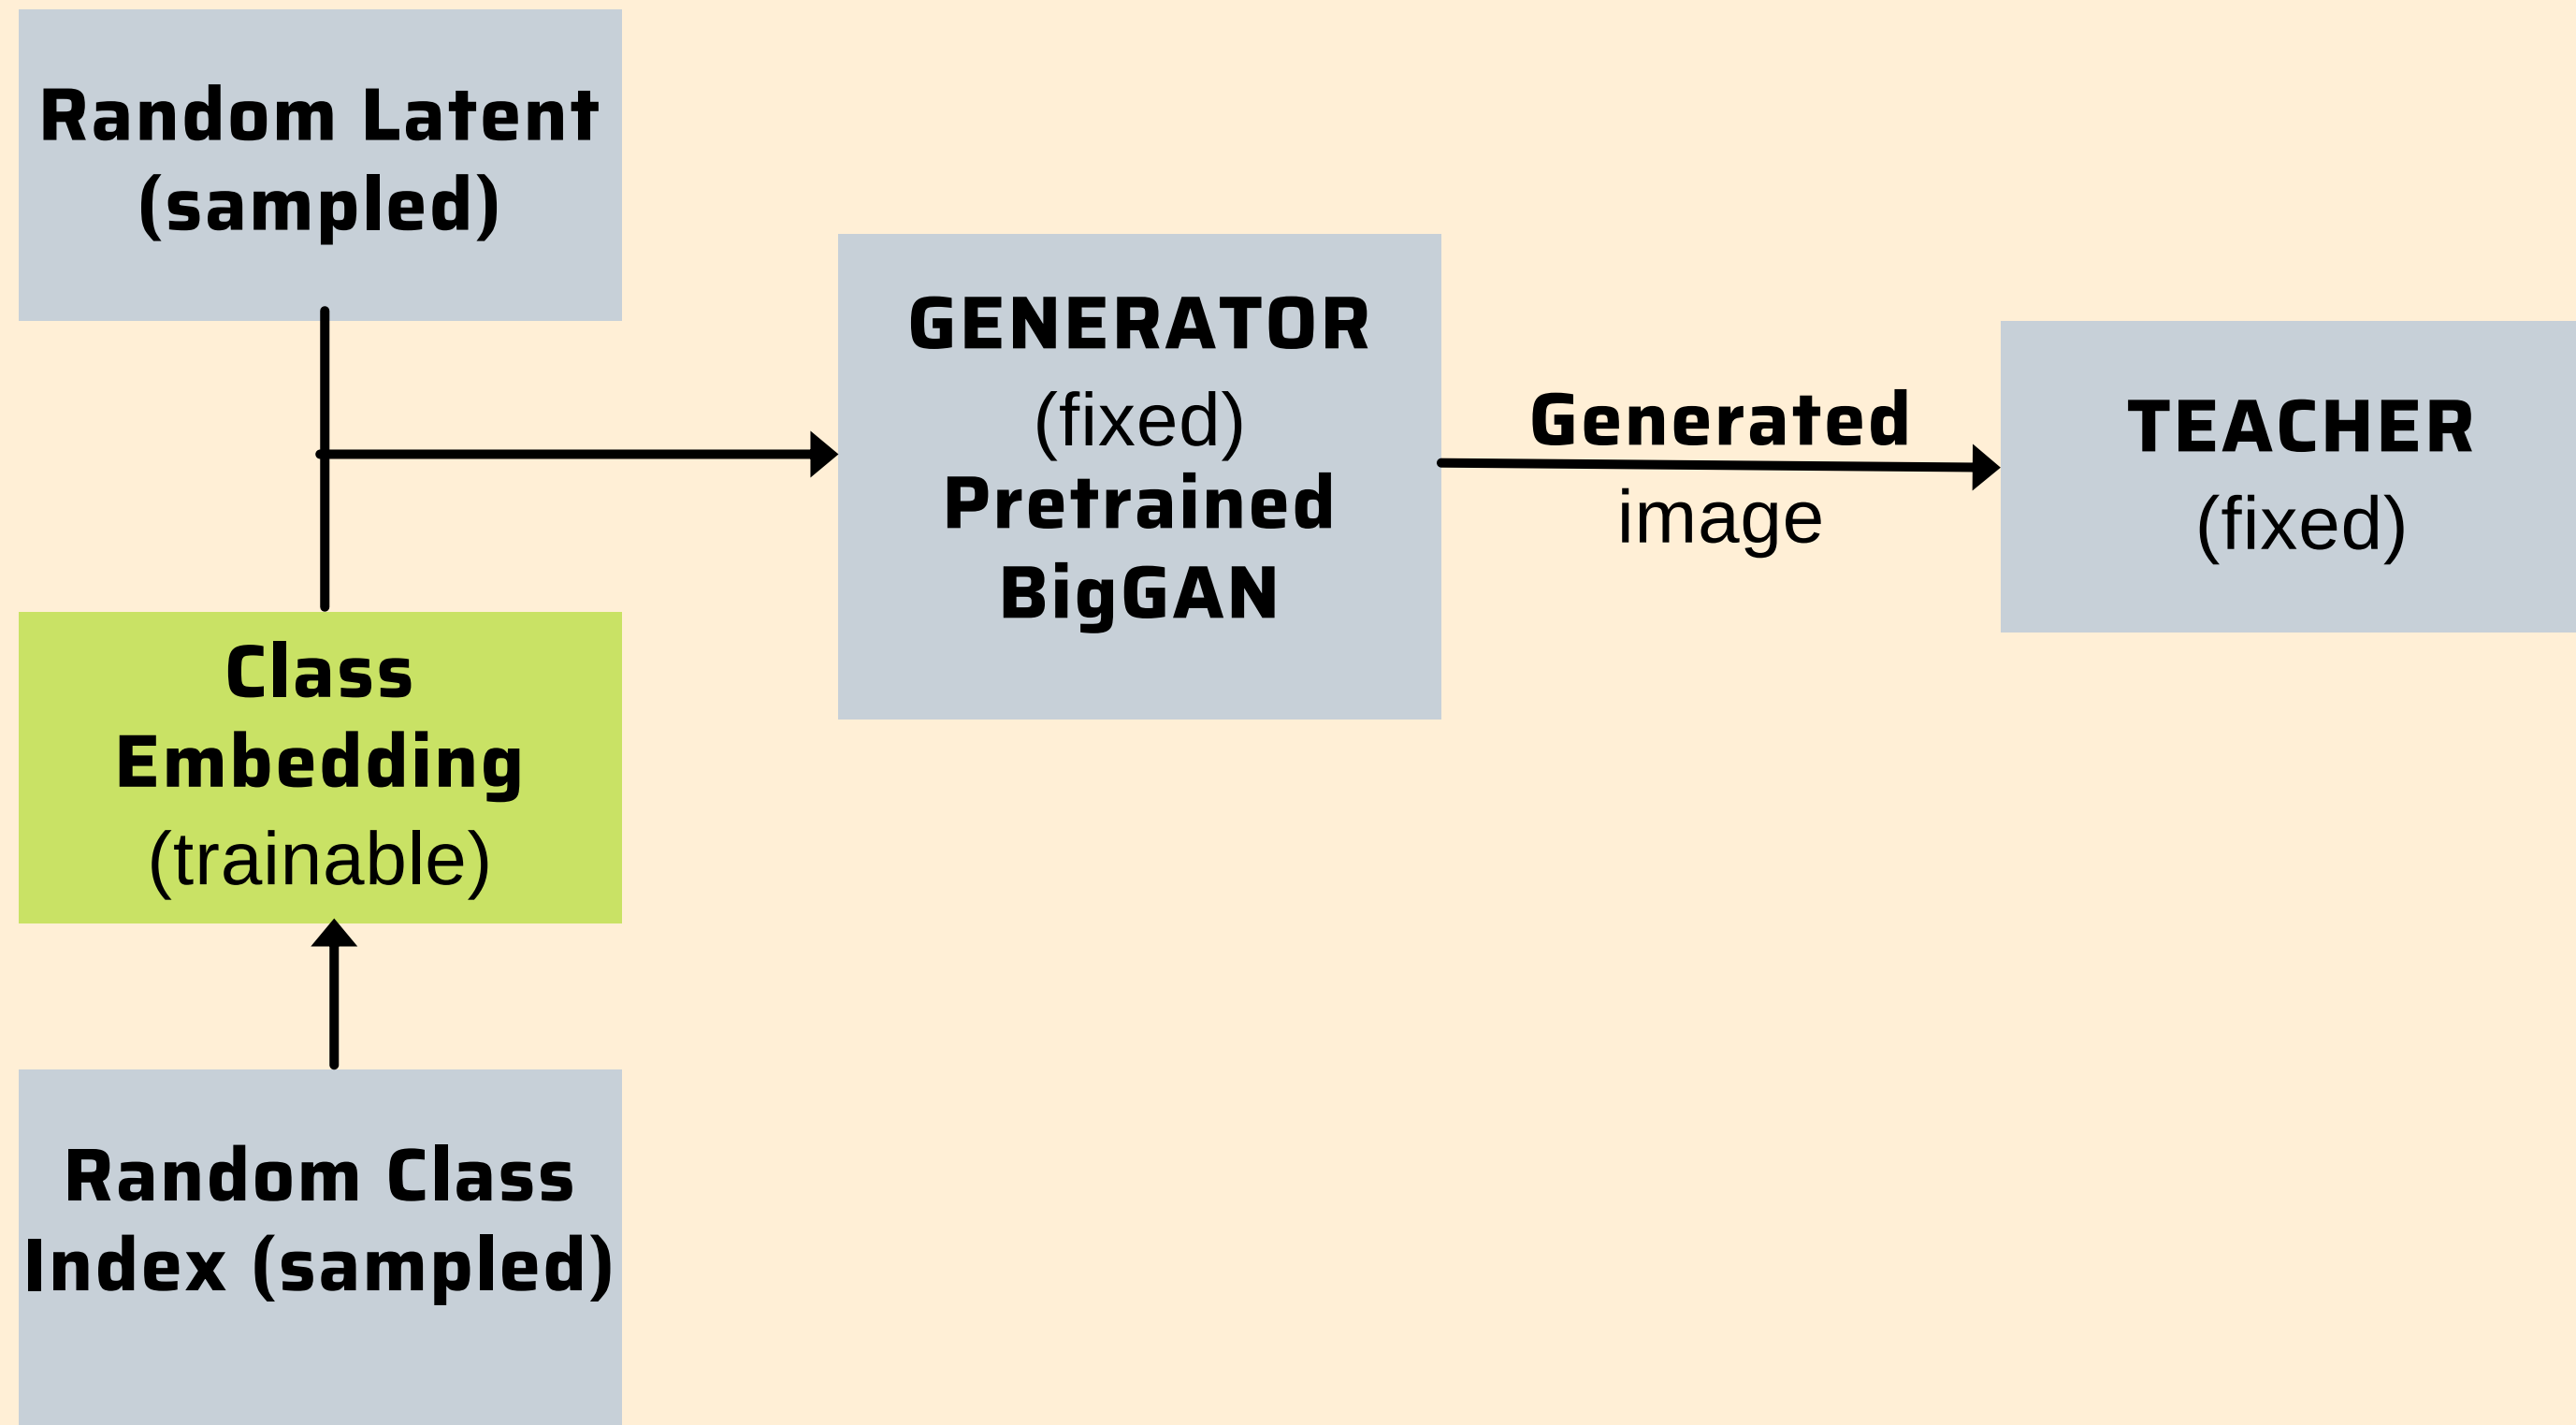 Random Latent
(sampled)
GENERATOR
(fixed)
Pretrained
BigGAN
Generated
image
TEACHER
(fixed)
Class
Embedding
(trainable)
Random Class
Index (sampled)